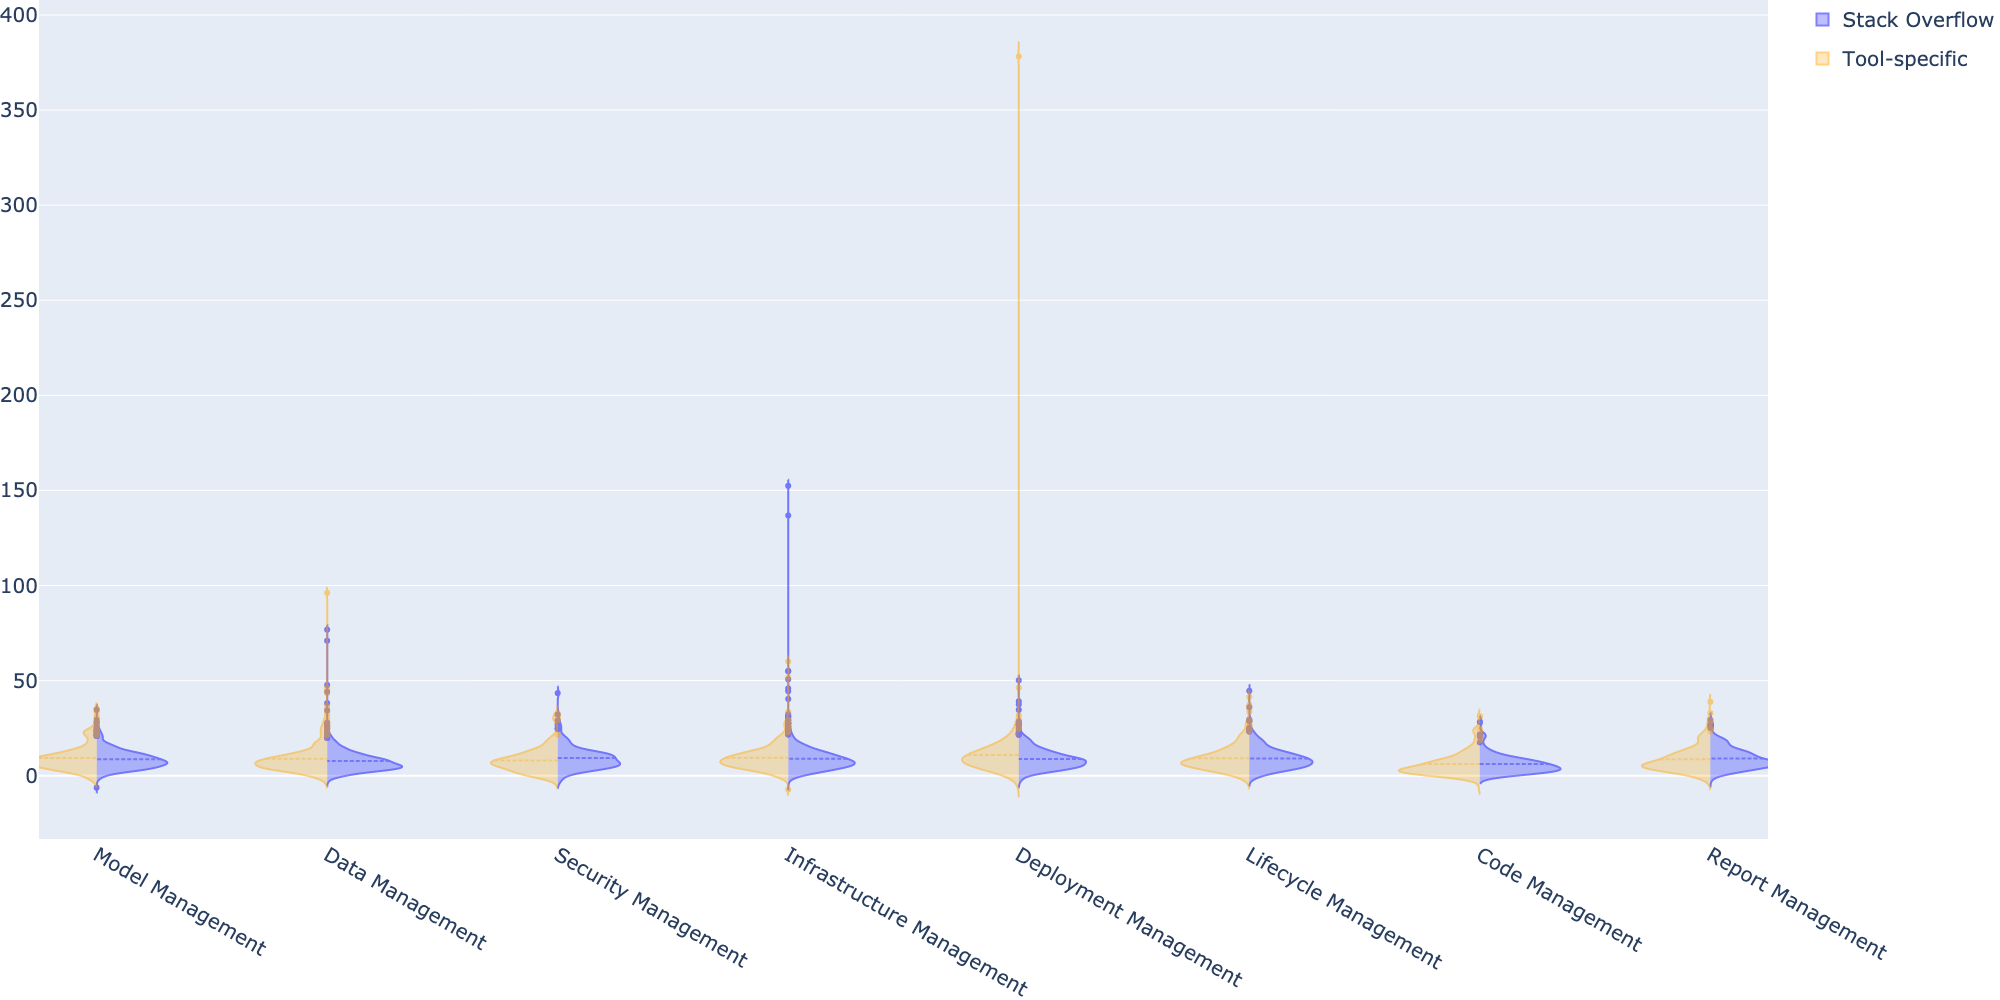 400
350
300
250
200
150
100
50
0
Stack Overflow
Tool-specific
Model Management
Data Management
Security Management
Infrastructure Management
Deployment Management
Lifecycle Management
Code Management
Report Management